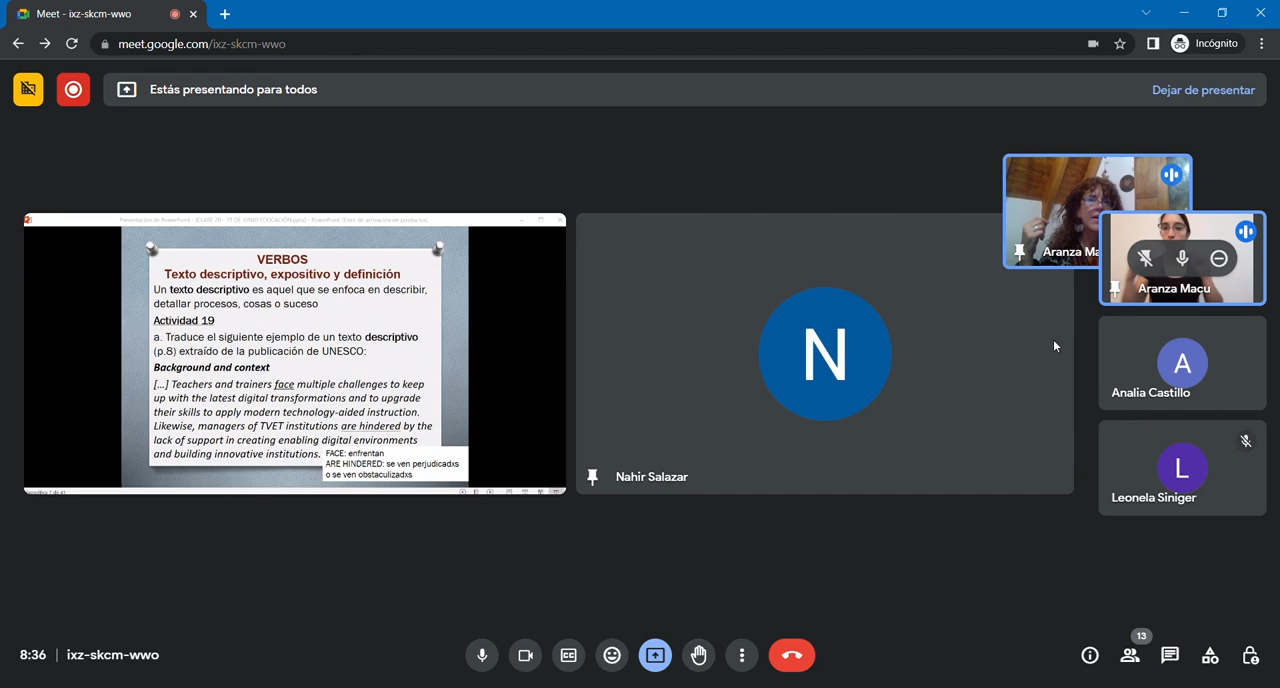 Meet - ixz-skcm-wwo
meet.google.com/ixz-skcm-wwo
Incógnito
Estás presentando para todos
Dejar de presentar
VERBOS
Texto descriptivo, expositivo y definición
Un texto descriptivo es aquel que se enfoca en describir,
detallar procesos, cosas o suceso
Actividad 19
a. Traduce el siguiente ejemplo de un texto descriptivo
(p.8) extraído de la publicación de UNESCO:
Background and context
[...] Teachers and trainers face multiple challenges to keep
up with the latest digital transformations and to upgrade
their skills to apply modern technology-aided instruction.
Likewise, managers of TVET institutions are hindered by the
lack of support in creating enabling digital environments
and building innovative institutions.
FACE: enfrentan
ARE HINDERED: se ven perjudicadxs
o se ven obstaculizadxs
N
Nahir Salazar
Aranza Ma
Aranza Macu
A
Analia Castillo
L
Leonela Siniger
8:36
ixz-skcm-wwo
CC
13